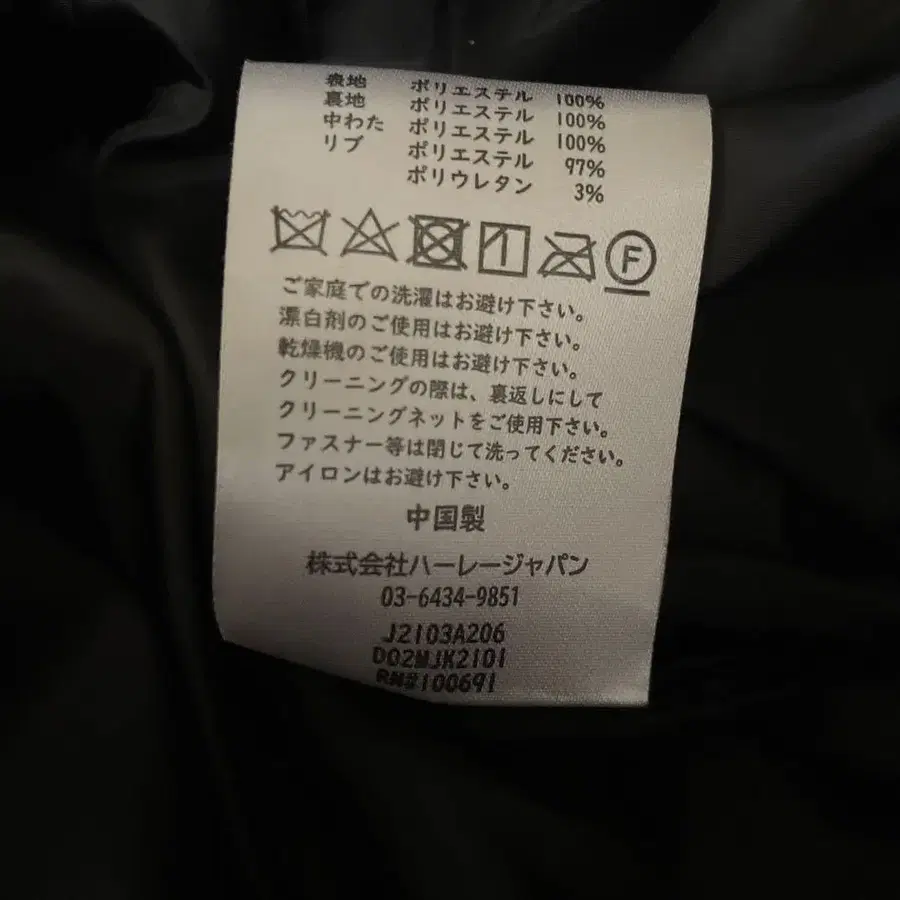 表地 ポリエステル 100%
裏地 ポリエステル 100%
中わた ポリエステル 100%
リブ ポリエステル 97%
ポリウレタン 3%
F
ご家庭での洗濯はお避け下さい。
漂白剤のご使用はお避け下さい。
乾燥機のご使用はお避け下さい。
クリーニングの際は、裏返しにして
クリーニングネットをご使用下さい。
ファスナー等は閉じて洗ってください。
アイロンはお避け下さい。
中国製
株式会社ハーレージャパン
03-6434-9851
J2103A206
D02MJK2101
RN#100691